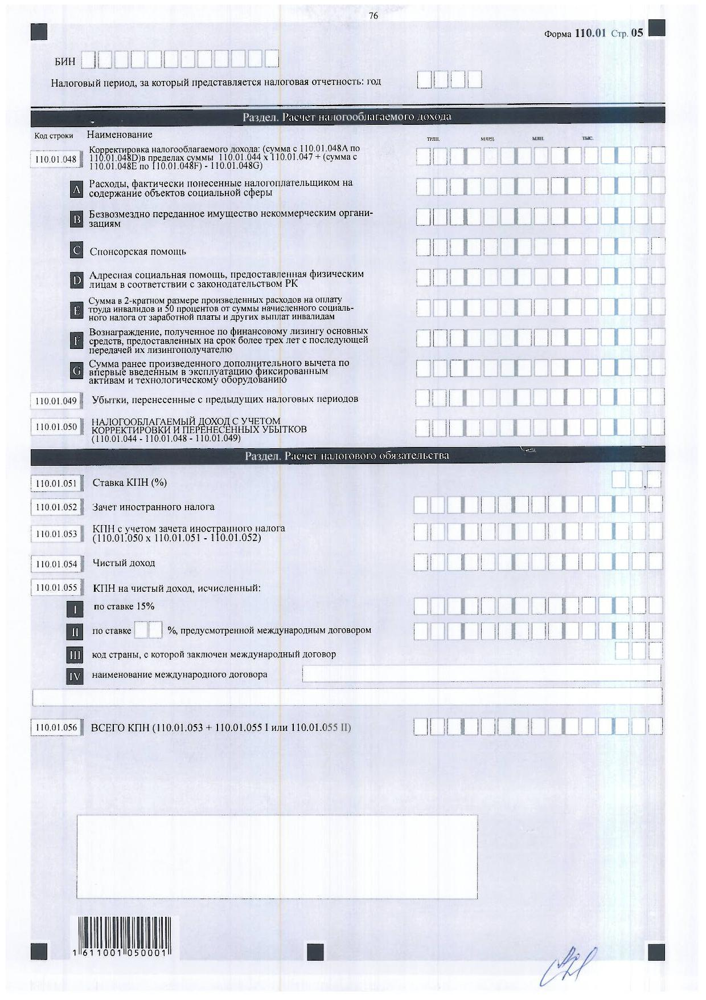 76
Форма 110.01 Стр. 05
БИН
Налоговый период, за который представляется налоговая отчетность: год
Раздел. Расчет налогооблагаемого дохода
Код строки Наименование трлн. млрд. млн. тыс.
110.01.048 Корректировка налогооблагаемого дохода: (сумма с 110.01.048A по
110.01.048D)в пределах суммы 110.01.044 x 110.01.047 + (сумма с
110.01.048E по 110.01.048F) - 110.01.048G)
A Расходы, фактически понесенные налогоплательщиком на
содержание объектов социальной сферы
B Безвозмездно переданное имущество некоммерческим органи-
зациям
C Спонсорская помощь
D Адресная социальная помощь, предоставленная физическим
лицам в соответствии с законодательством РК
E Сумма в 2-кратном размере произведенных расходов на оплату
труда инвалидов и 50 процентов от суммы начисленного социаль-
ного налога от заработной платы и других выплат инвалидам
F Вознаграждение, полученное по финансовому лизингу основных
средств, предоставленных на срок более трех лет с последующей
передачей их лизингополучателю
G Сумма ранее произведенного дополнительного вычета по
впервые введенным в эксплуатацию фиксированным
активам и технологическому оборудованию
110.01.049 Убытки, перенесенные с предыдущих налоговых периодов
110.01.050 НАЛОГООБЛАГАЕМЫЙ ДОХОД С УЧЕТОМ
КОРРЕКТИРОВКИ И ПЕРЕНЕСЕННЫХ УБЫТКОВ
(110.01.044 - 110.01.048 - 110.01.049)
Раздел. Расчет налогового обязательства
110.01.051 Ставка КПН (%) ,
110.01.052 Зачет иностранного налога
110.01.053 КПН с учетом зачета иностранного налога
(110.01.050 x 110.01.051 - 110.01.052)
110.01.054 Чистый доход
110.01.055 КПН на чистый доход, исчисленный:
I по ставке 15%
II по ставке %, предусмотренной международным договором
III код страны, с которой заключен международный договор
IV наименование международного договора
110.01.056 ВСЕГО КПН (110.01.053 + 110.01.055 I или 110.01.055 II)
1 611001 050001